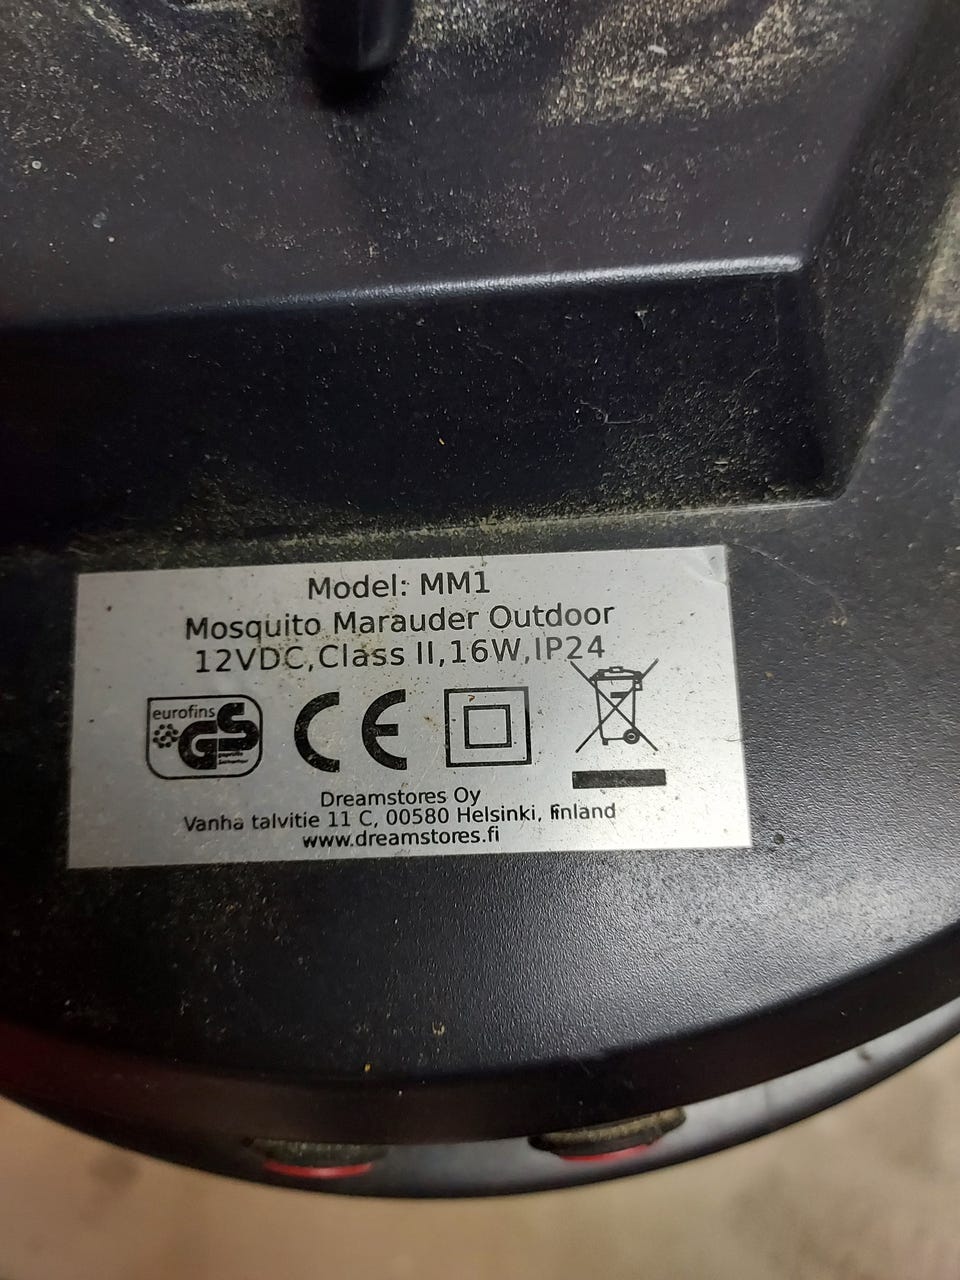 Model: MM1
Mosquito Marauder Outdoor
12VDC,Class II,16W,IP24
eurofins
GS
CE
Dreamstores Oy
Vanha talvitie 11 C, 00580 Helsinki, finland
www.dreamstores.fi